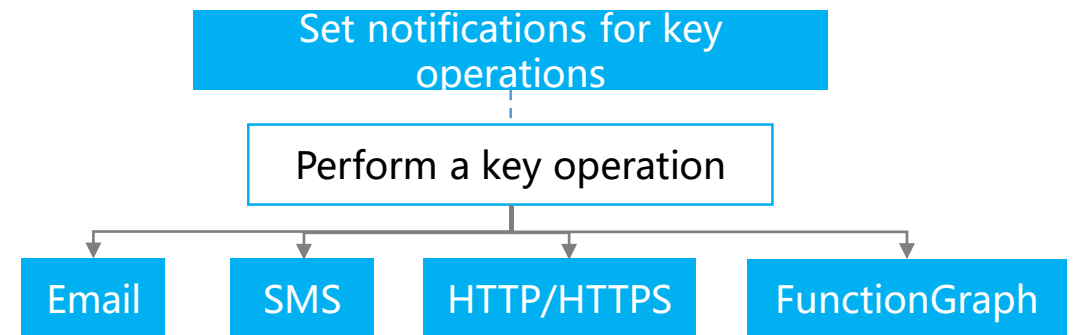 Set notifications for key
operations
Perform a key operation
Email
SMS
HTTP/HTTPS
FunctionGraph